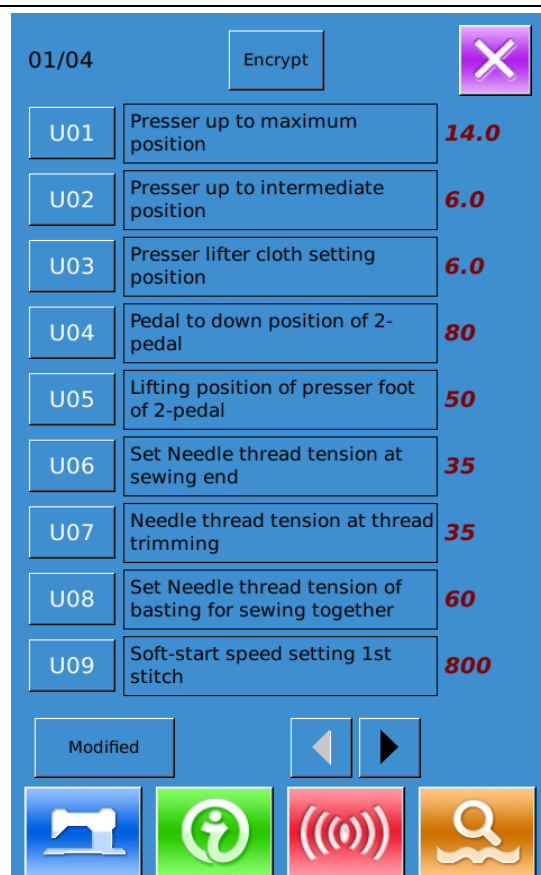 01/04
Encrypt
U01
Presser up to maximum
position
14.0
U02
Presser up to intermediate
position
6.0
U03
Presser lifter cloth setting
position
6.0
U04
Pedal to down position of 2-
pedal
80
U05
Lifting position of presser foot
of 2-pedal
50
U06
Set Needle thread tension at
sewing end
35
U07
Needle thread tension at thread
trimming
35
U08
Set Needle thread tension of
basting for sewing together
60
U09
Soft-start speed setting 1st
stitch
800
Modified